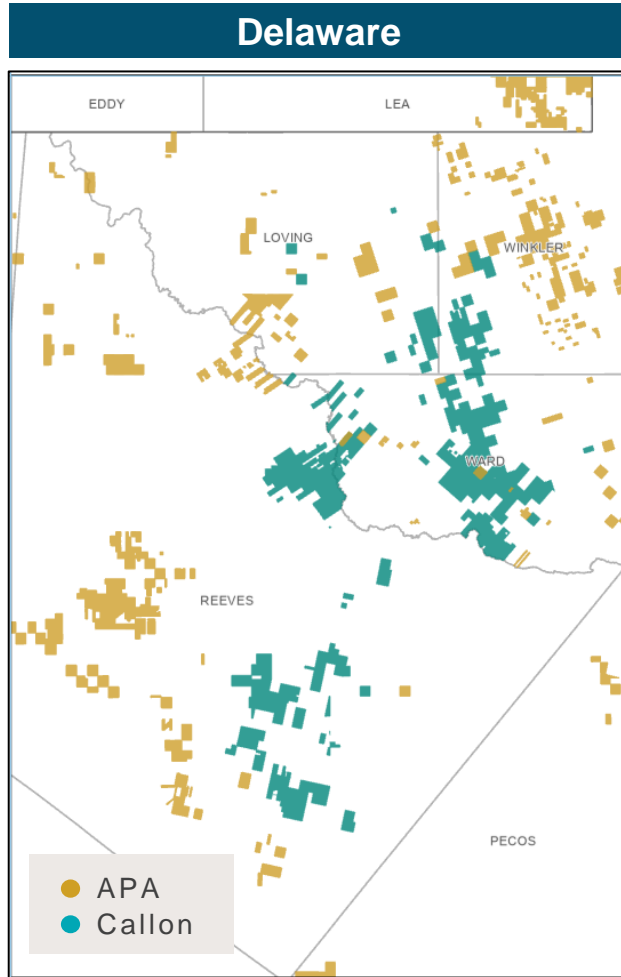 Delaware
EDDY
LEA
LOVING
WINKLER
WARD
REEVES
PECOS
APA
Callon